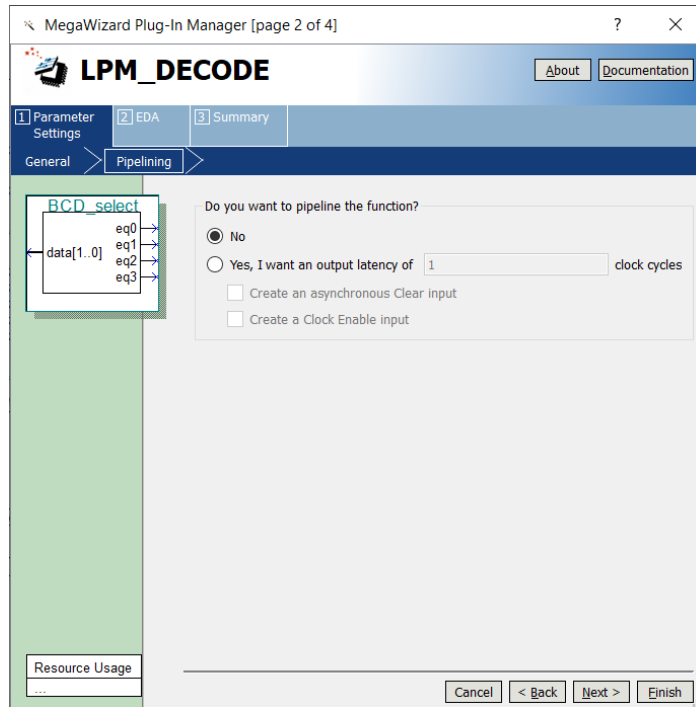 MegaWizard Plug-In Manager [page 2 of 4]
?
LPM_DECODE
About
Documentation
1 Parameter Settings
2 EDA
3 Summary
General
Pipelining
BCD_select
data[1..0]
eq0
eq1
eq2
eq3
Do you want to pipeline the function?
No
Yes, I want an output latency of 1 clock cycles
Create an asynchronous Clear input
Create a Clock Enable input
Resource Usage
...
Cancel
< Back
Next >
Finish